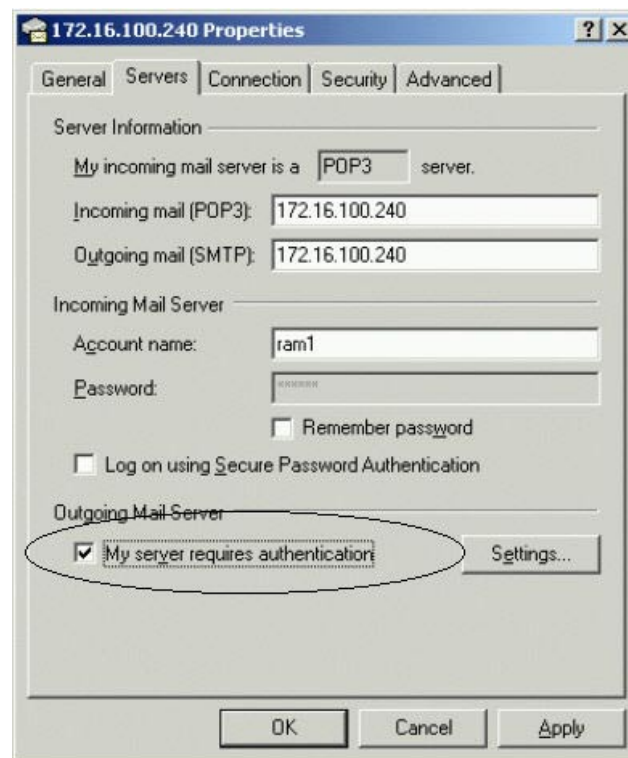 172.16.100.240 Properties
General Servers Connection Security Advanced
Server Information
My incoming mail server is a POP3 server.
Incoming mail (POP3): 172.16.100.240
Outgoing mail (SMTP): 172.16.100.240
Incoming Mail Server
Account name: ram1
Password: ******
Remember password
Log on using Secure Password Authentication
Outgoing Mail Server
My server requires authentication Settings...
OK Cancel Apply